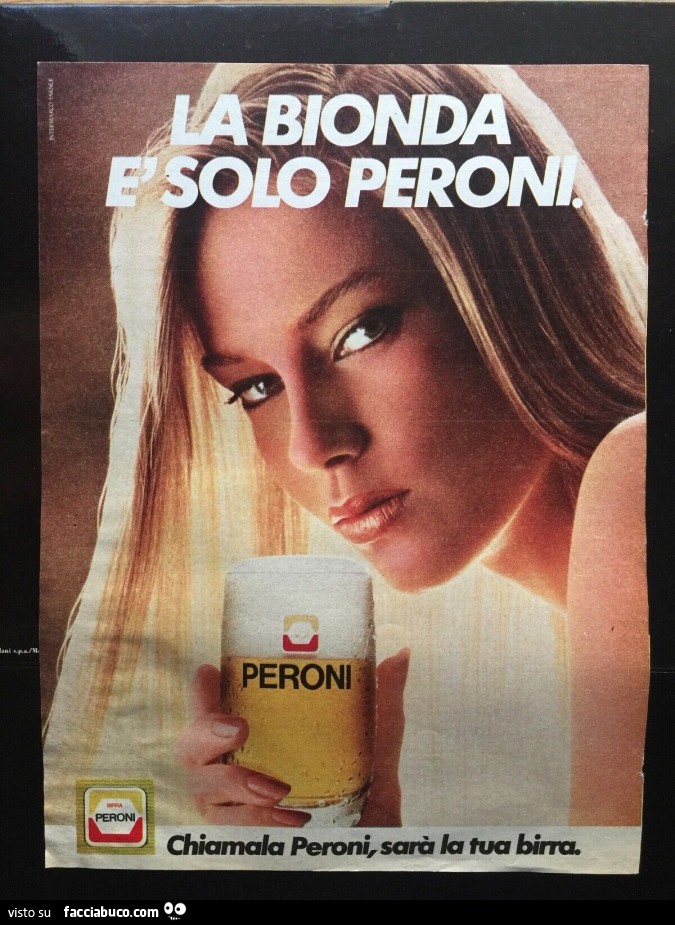 LA BIONDA
E' SOLO PERONI.
PERONI
BIRRA
PERONI
Chiamala Peroni, sarà la tua birra.
visto su facciabuco.com